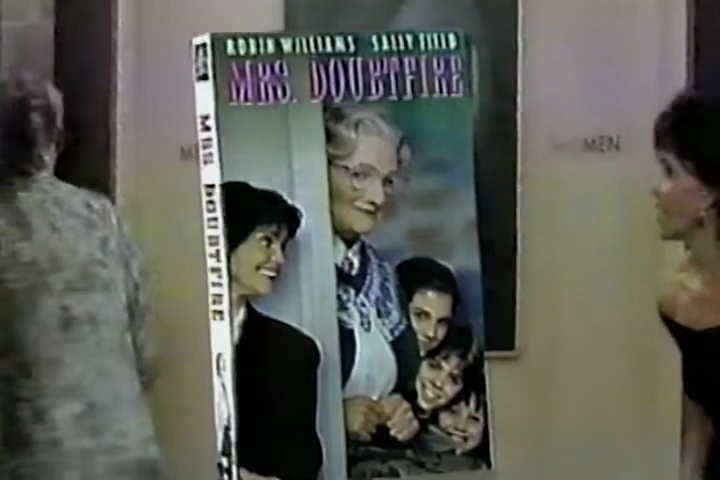 ROBIN WILLIAMS SALLY FIELD
MRS. DOUBTFIRE
MRS. DOUBTFIRE
MEN